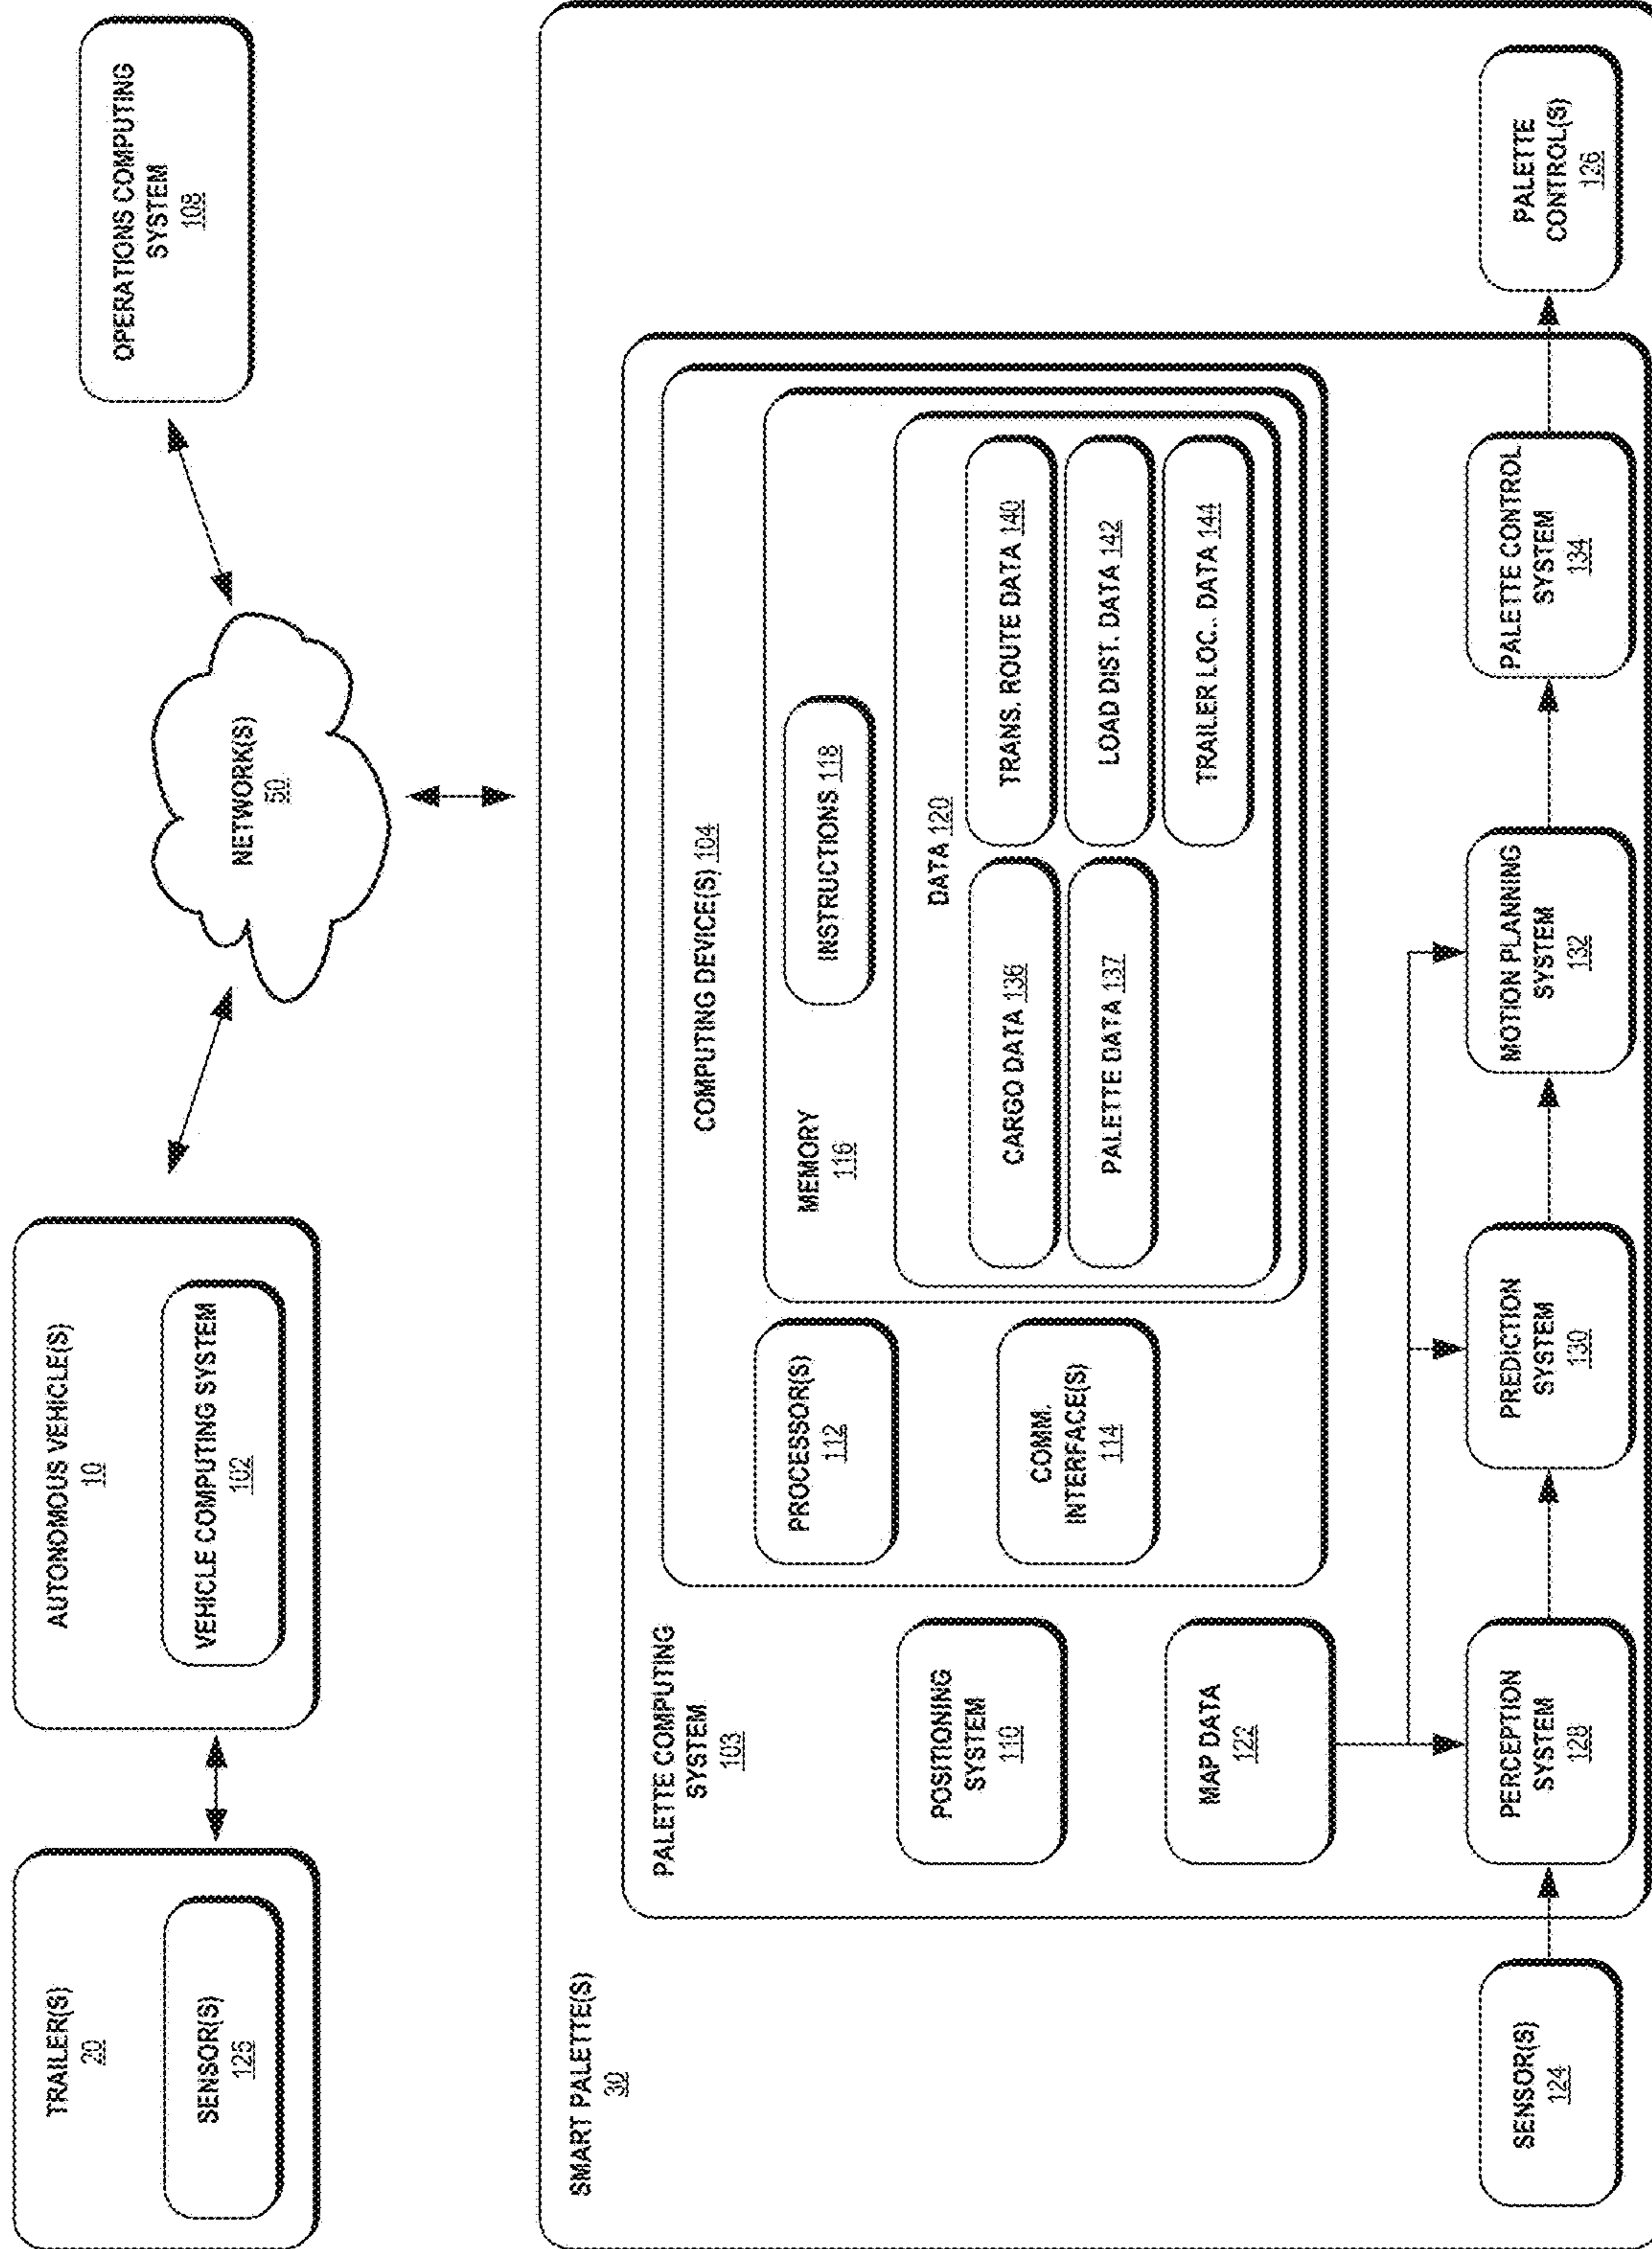 TRAILER(S)
20
SENSOR(S)
125
AUTONOMOUS VEHICLE(S)
10
VEHICLE COMPUTING SYSTEM
102
NETWORK(S)
50
OPERATIONS COMPUTING
SYSTEM
108
SMART PALETTE(S)
30
PALETTE COMPUTING
SYSTEM
103
COMPUTING DEVICE(S) 104
PROCESSOR(S)
112
MEMORY
116
INSTRUCTIONS 118
POSITIONING
SYSTEM
110
COMM.
INTERFACE(S)
114
DATA 120
CARGO DATA 136
TRANS. ROUTE DATA 140
PALETTE DATA 137
LOAD DIST. DATA 142
TRAILER LOC.. DATA 144
MAP DATA
122
SENSOR(S)
124
PERCEPTION
SYSTEM
128
PREDICTION
SYSTEM
130
MOTION PLANNING
SYSTEM
132
PALETTE CONTROL
SYSTEM
134
PALETTE
CONTROL(S)
126